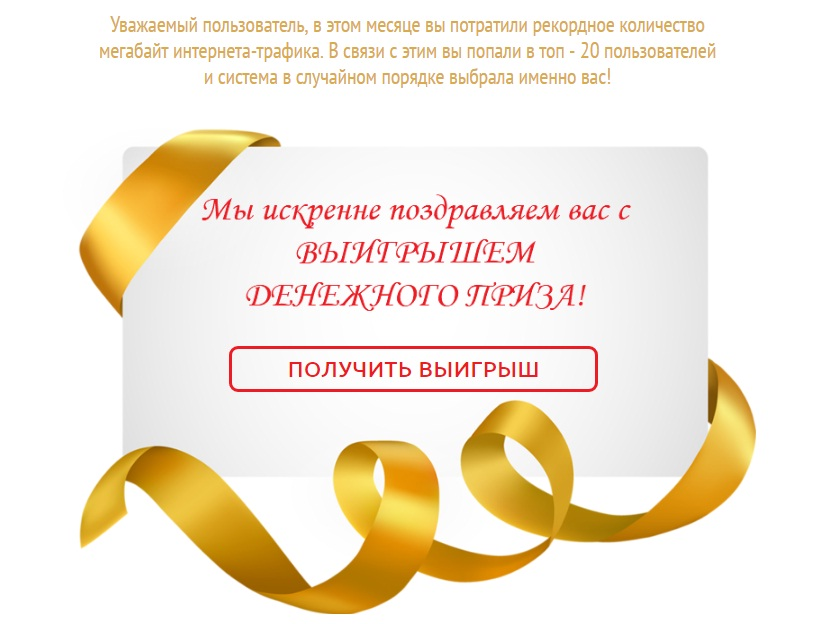 Уважаемый пользователь, в этом месяце вы потратили рекордное количество
мегабайт интернета-трафика. В связи с этим вы попали в топ - 20 пользователей
и система в случайном порядке выбрала именно вас!
Мы искренне поздравляем вас с
ВЫИГРЫШЕМ
ДЕНЕЖНОГО ПРИЗА!
ПОЛУЧИТЬ ВЫИГРЫШ